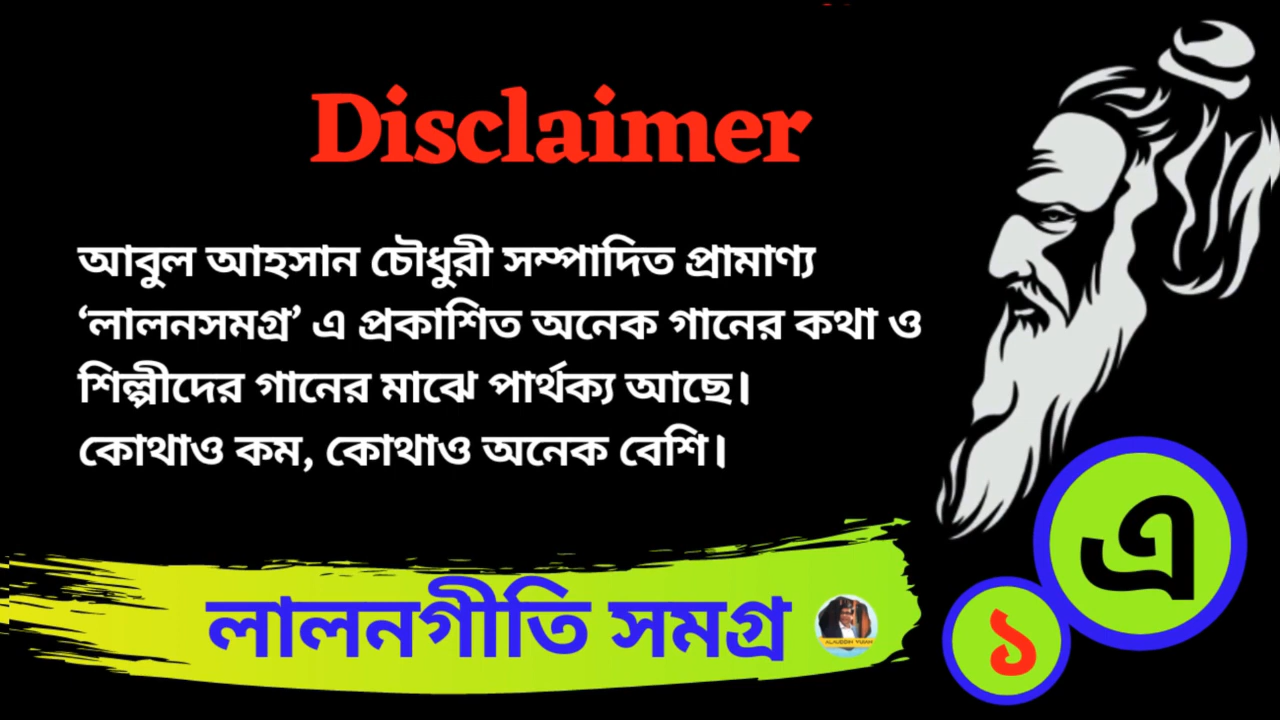 Disclaimer
আবুল আহসান চৌধুরী সম্পাদিত প্রামাণ্য
‘লালনসমগ্র’ এ প্রকাশিত অনেক গানের কথা ও
শিল্পীদের গানের মাঝে পার্থক্য আছে।
কোথাও কম, কোথাও অনেক বেশি।
এ
লালনগীতি সমগ্র
১